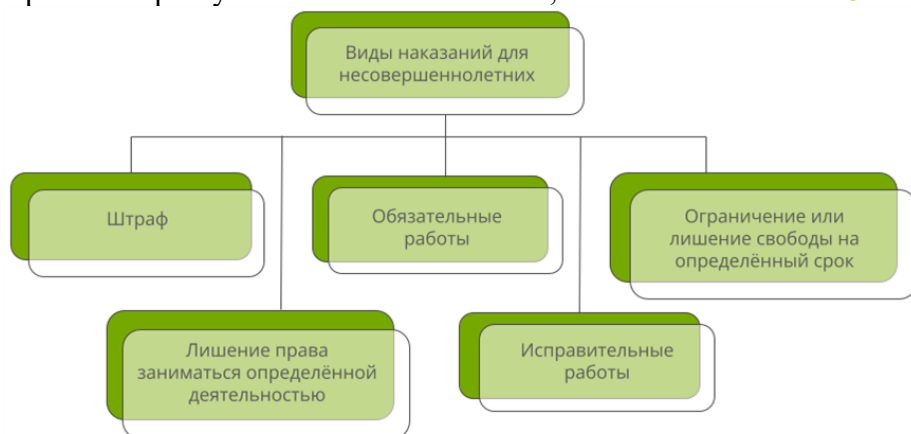 Виды наказаний для
несовершеннолетних
Штраф
Обязательные
работы
Ограничение или
лишение свободы на
определённый срок
Лишение права
заниматься определённой
деятельностью
Исправительные
работы